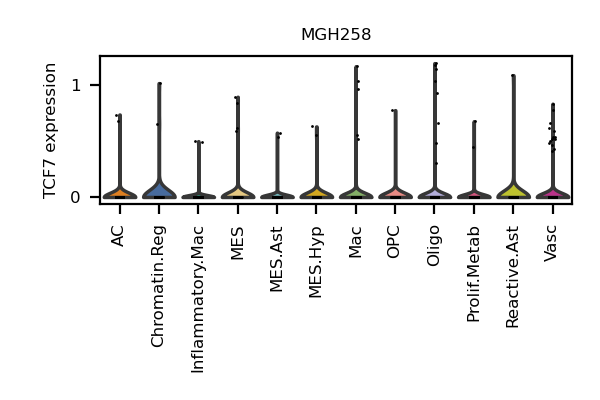 MGH258
TCF7 expression
1
0
AC
Chromatin.Reg
Inflammatory.Mac
MES
MES.Ast
MES.Hyp
Mac
OPC
Oligo
Prolif.Metab
Reactive.Ast
Vasc